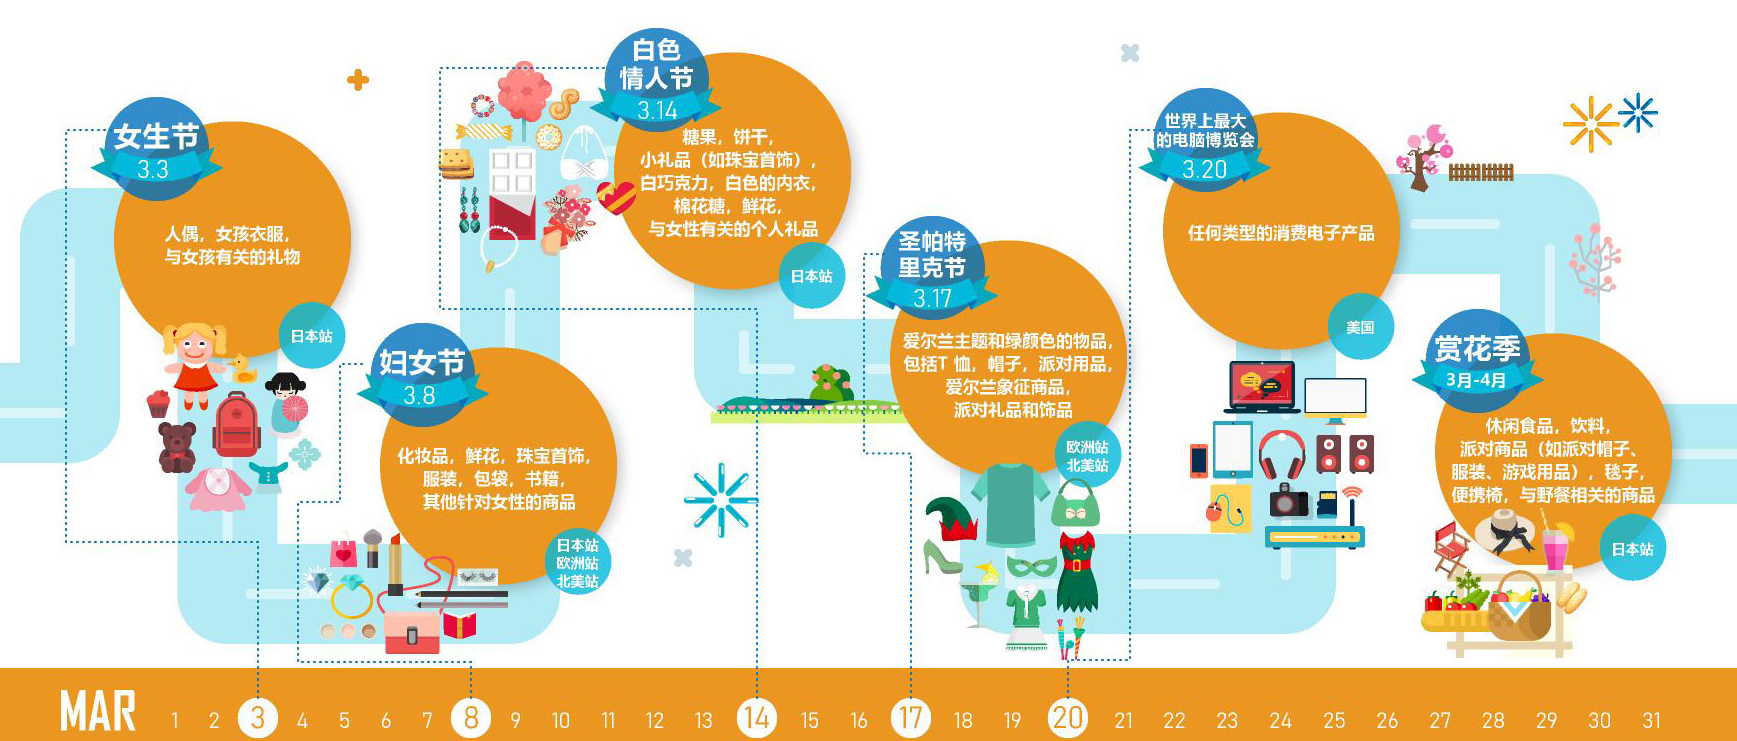 女生节
3.3
人偶，女孩衣服，
与女孩有关的礼物
日本站
妇女节
3.8
化妆品，鲜花，珠宝首饰，
服装，包袋，书籍，
其他针对女性的商品
日本站
欧洲站
北美站
白色
情人节
3.14
糖果，饼干，
小礼品（如珠宝首饰），
白巧克力，白色的内衣，
棉花糖，鲜花，
与女性有关的个人礼品
日本站
圣帕特
里克节
3.17
爱尔兰主题和绿颜色的物品，
包括T 恤，帽子，派对用品，
爱尔兰象征商品，
派对礼品和饰品
欧洲站
北美站
世界上最大
的电脑博览会
3.20
任何类型的消费电子产品
美国
赏花季
3月-4月
休闲食品，饮料，
派对商品（如派对帽子、
服装、游戏用品），毯子，
便携椅，与野餐相关的商品
日本站
MAR 1 2 3 4 5 6 7 8 9 10 11 12 13 14 15 16 17 18 19 20 21 22 23 24 25 26 27 28 29 30 31